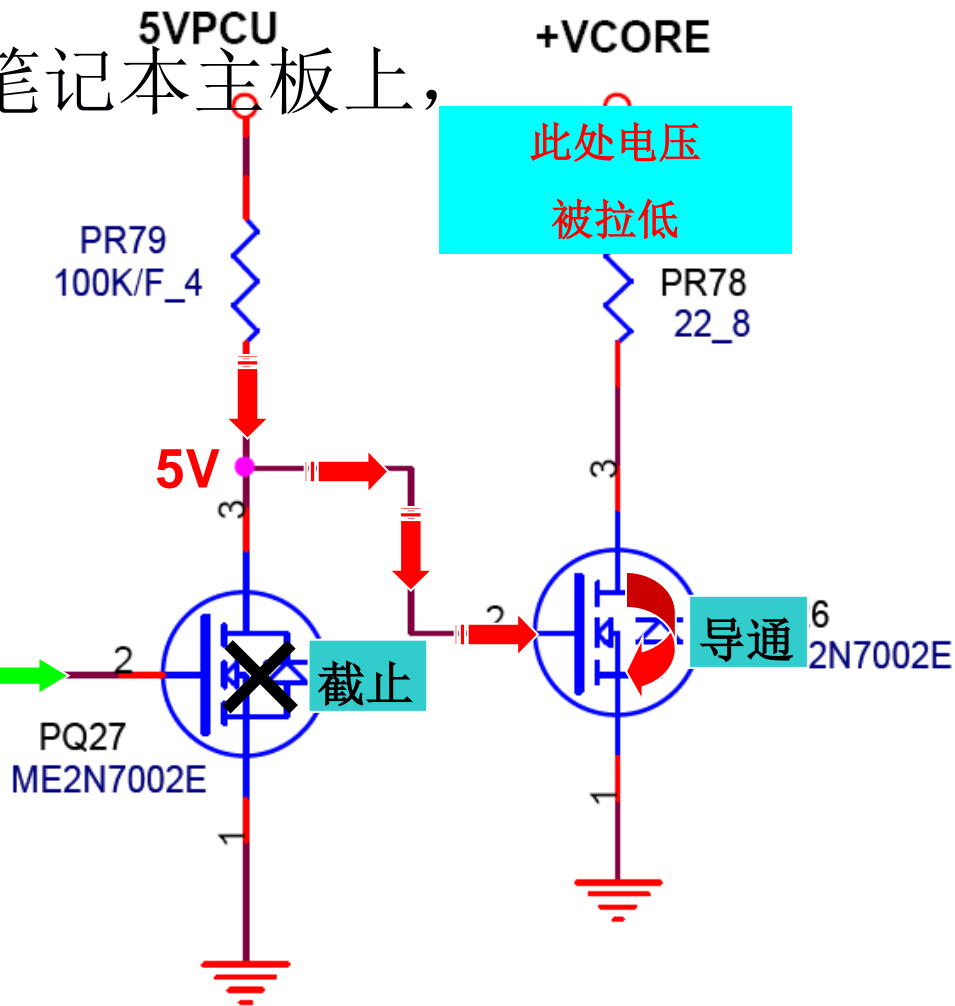 5VPCU
+VCORE
笔记本主板上，
此处电压
被拉低
PR79
100K/F_4
PR78
22_8
5V
3
3
2
2
导通
6
2N7002E
截止
PQ27
ME2N7002E
1
1